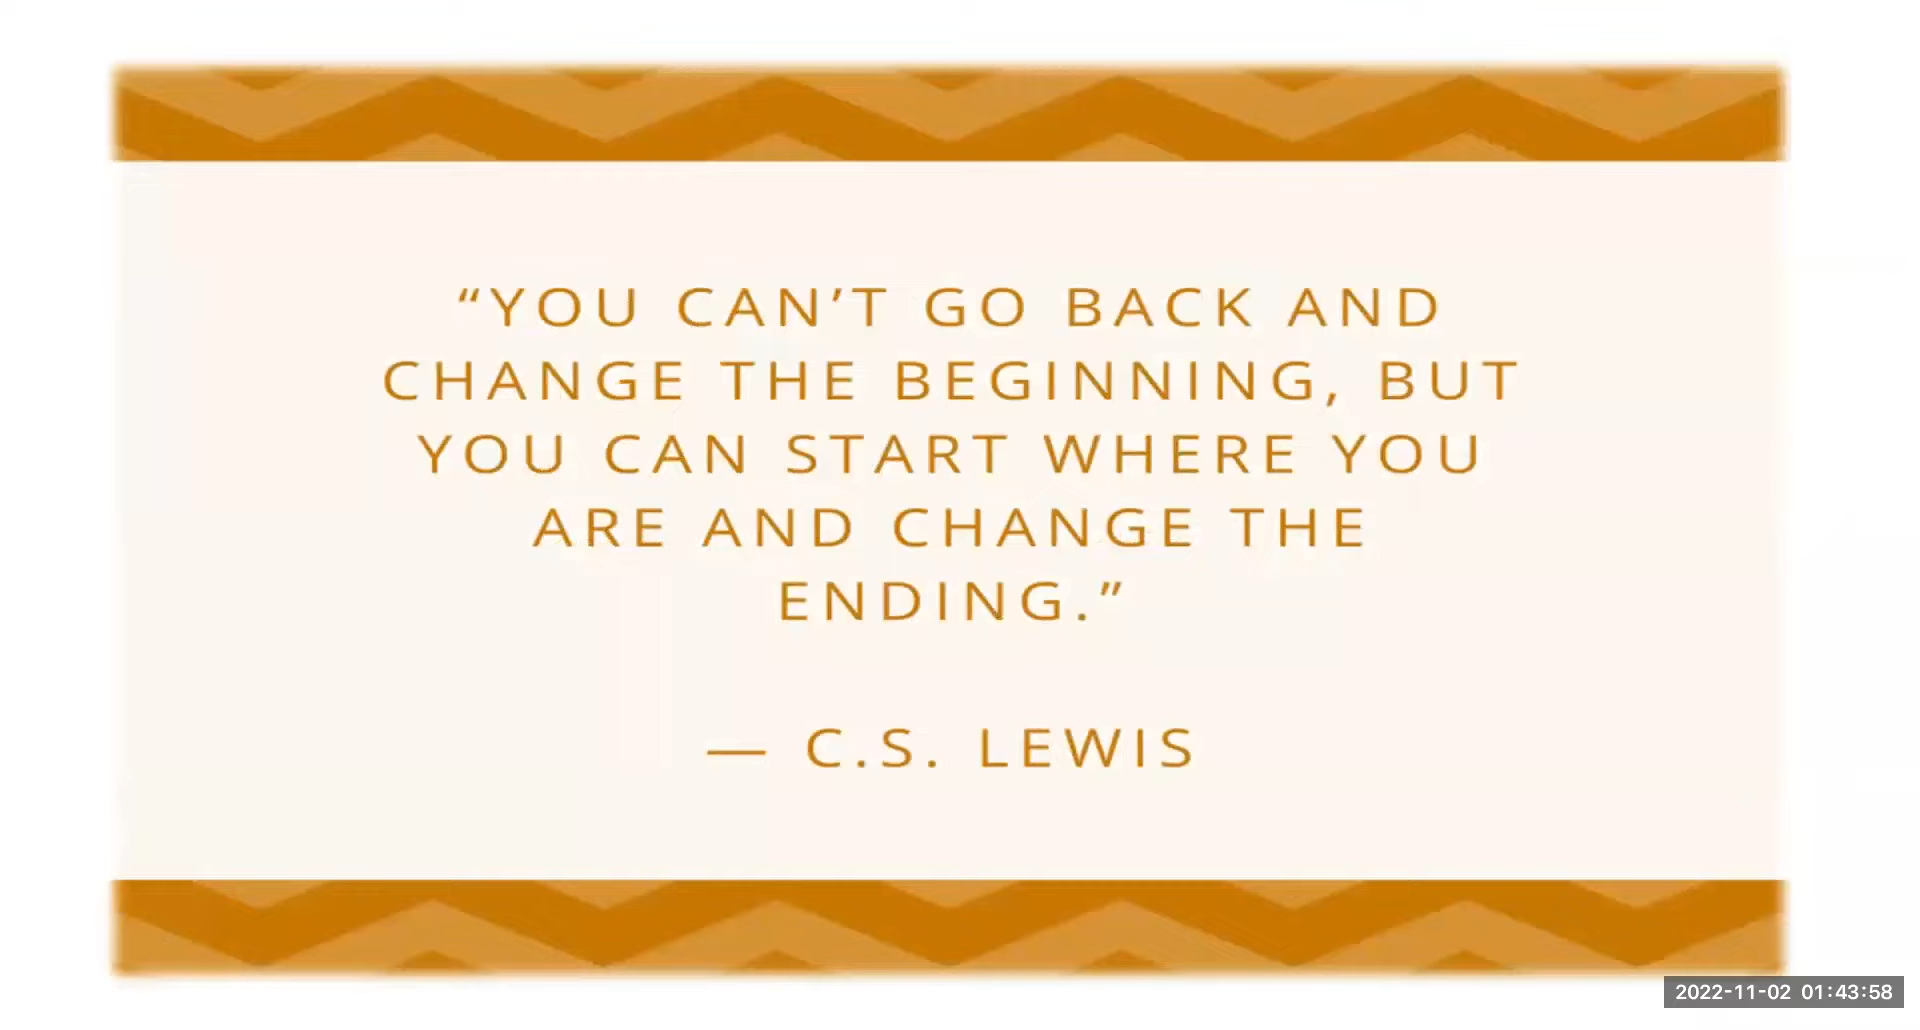 “YOU CAN’T GO BACK AND
CHANGE THE BEGINNING, BUT
YOU CAN START WHERE YOU
ARE AND CHANGE THE
ENDING.”
— C.S. LEWIS
2022-11-02 01:43:58